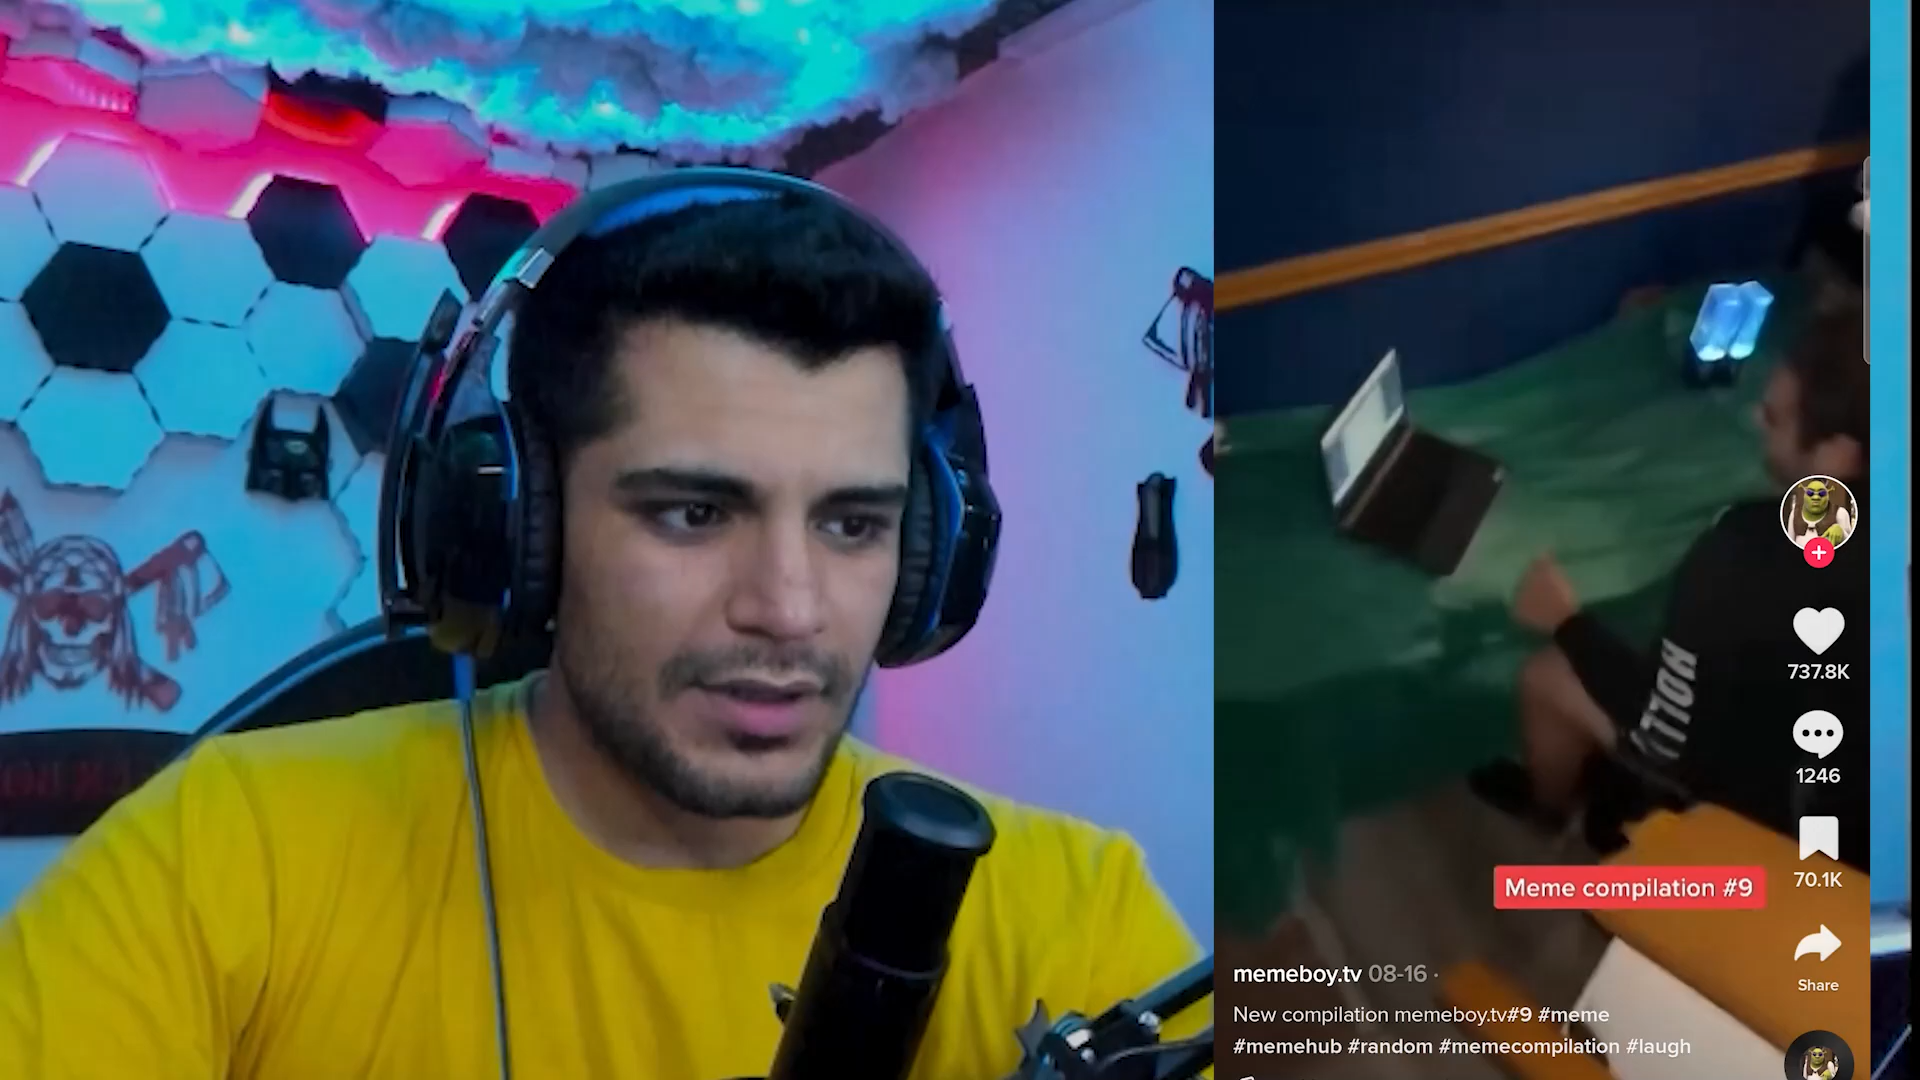 HOLLY
737.8K
1246
Meme compilation #9
70.1K
memeboy.tv 08-16 ·
Share
New compilation memeboy.tv#9 #meme
#memehub #random #memecompilation #laugh